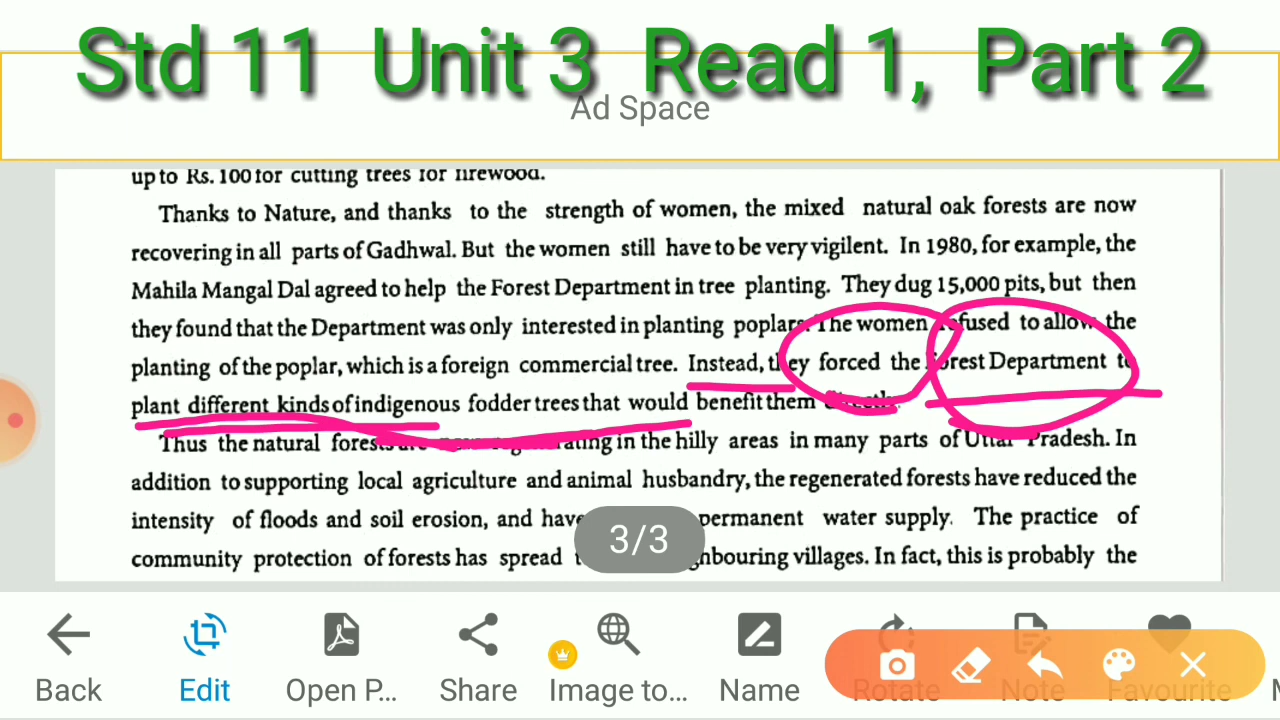 Std 11 Unit 3 Read 1, Part 2
Ad Space
up to Rs. 100 for cutting trees for firewood.
Thanks to Nature, and thanks to the strength of women, the mixed natural oak forests are now
recovering in all parts of Gadhwal. But the women still have to be very vigilent. In 1980, for example, the
Mahila Mangal Dal agreed to help the Forest Department in tree planting. They dug 15,000 pits, but then
they found that the Department was only interested in planting poplars. The women refused to allow the
planting of the poplar, which is a foreign commercial tree. Instead, they forced the Forest Department to
plant different kinds of indigenous fodder trees that would benefit them directly.
Thus the natural forests are now regenerating in the hilly areas in many parts of Uttar Pradesh. In
addition to supporting local agriculture and animal husbandry, the regenerated forests have reduced the
intensity of floods and soil erosion, and have permanent water supply. The practice of
community protection of forests has spread neighbouring villages. In fact, this is probably the
3/3
Back Edit Open P... Share Image to... Name Rotate Note Favourite